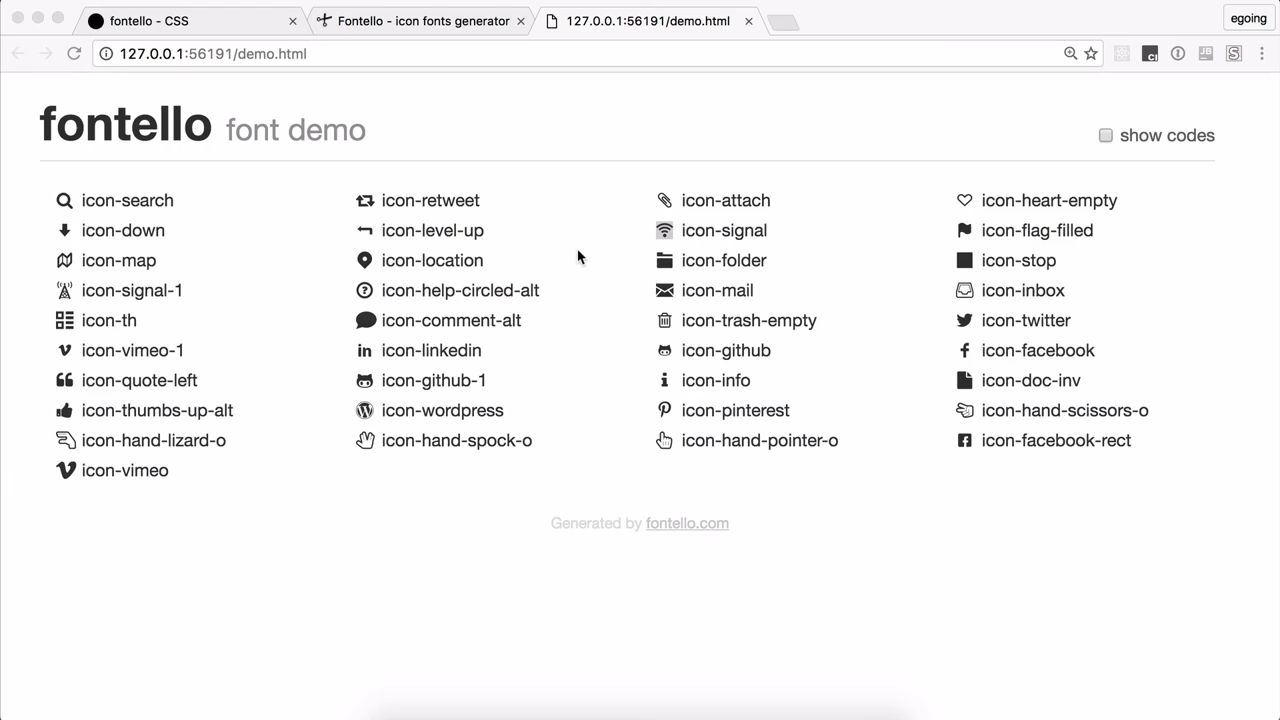 fontello - CSS
Fontello - icon fonts generator
127.0.0.1:56191/demo.html
egoing
127.0.0.1:56191/demo.html
fontello font demo
show codes
icon-search icon-retweet icon-attach icon-heart-empty
icon-down icon-level-up icon-signal icon-flag-filled
icon-map icon-location icon-folder icon-stop
icon-signal-1 icon-help-circled-alt icon-mail icon-inbox
icon-th icon-comment-alt icon-trash-empty icon-twitter
icon-vimeo-1 icon-linkedin icon-github icon-facebook
icon-quote-left icon-github-1 icon-info icon-doc-inv
icon-thumbs-up-alt icon-wordpress icon-pinterest icon-hand-scissors-o
icon-hand-lizard-o icon-hand-spock-o icon-hand-pointer-o icon-facebook-rect
icon-vimeo
Generated by fontello.com